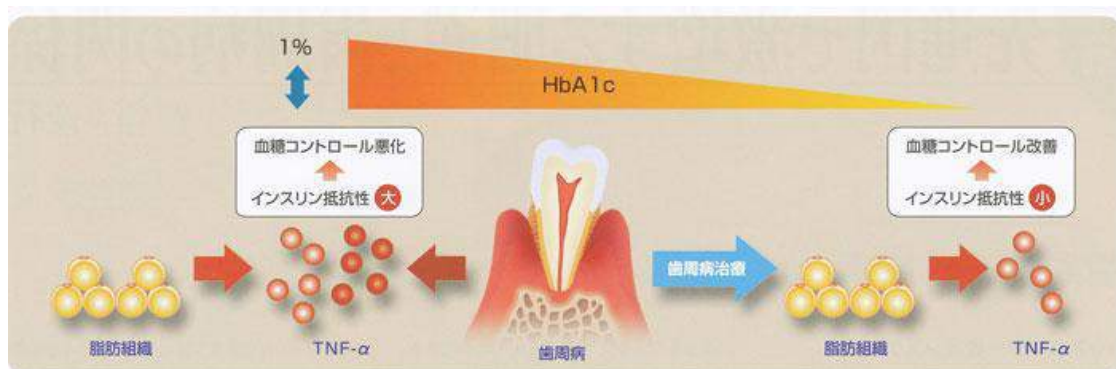 1%
HbA1c
血糖コントロール悪化
インスリン抵抗性 大
血糖コントロール改善
インスリン抵抗性 小
歯周病治療
脂肪組織
TNF-α
歯周病
脂肪組織
TNF-α